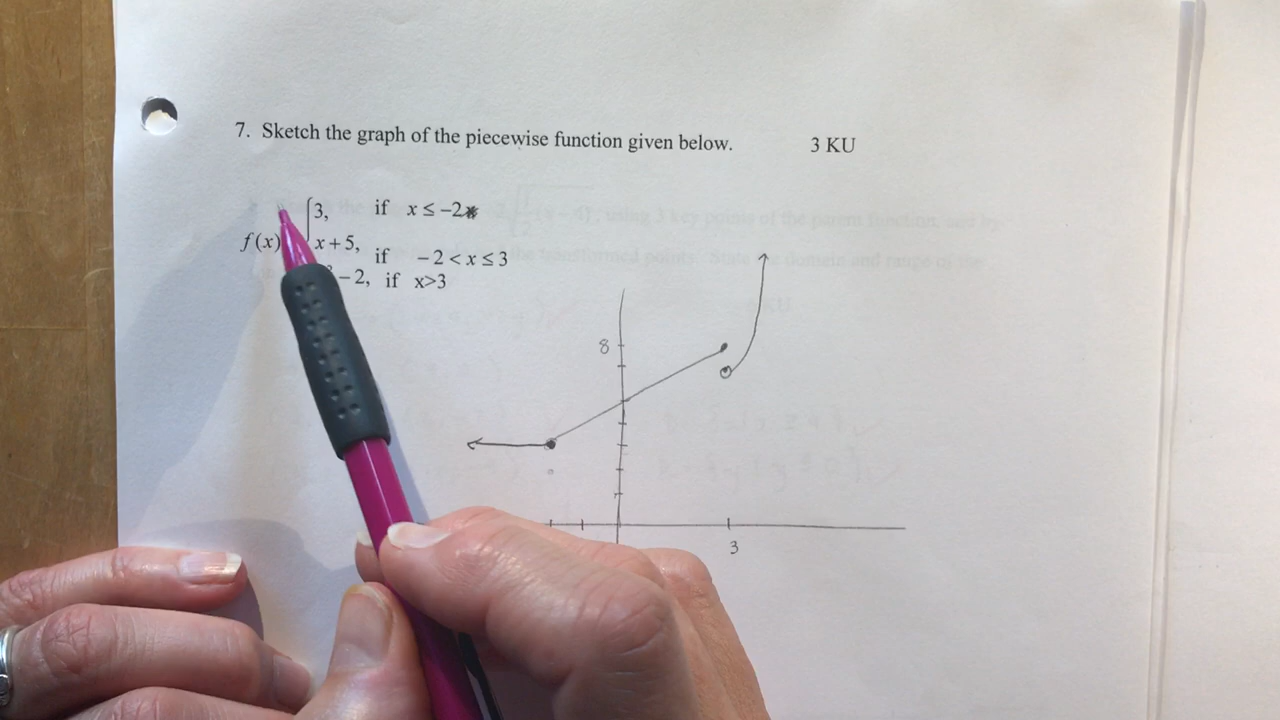 7. Sketch the graph of the piecewise function given below. 3 KU
3, if x ≤ -2
f(x) x + 5, if -2 < x ≤ 3
2 - 2, if x>3
8
3